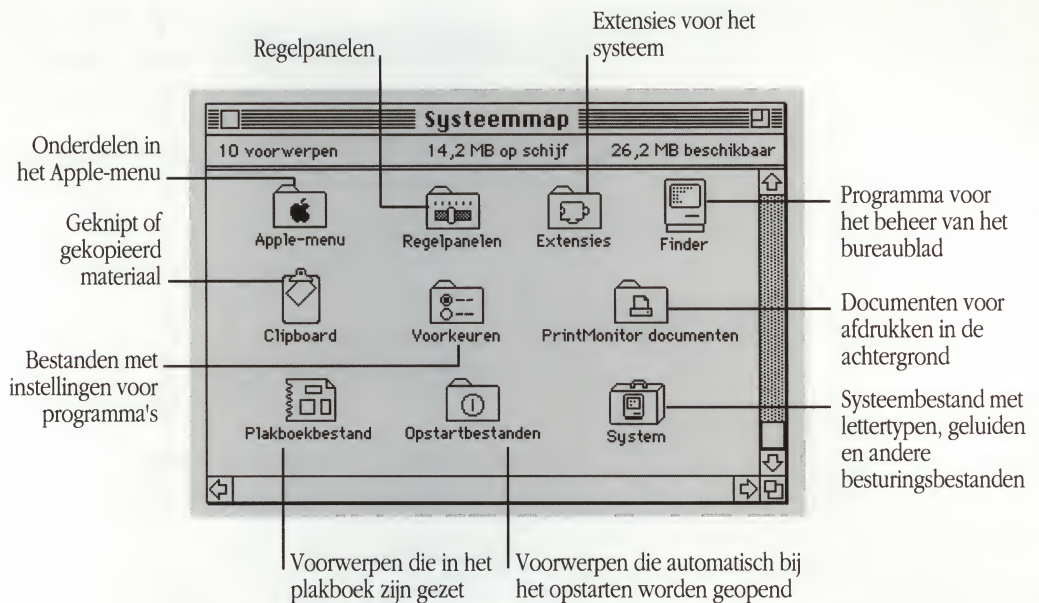 Extensies voor het
systeem
Regelpanelen
Systeemmap
10 voorwerpen 14,2 MB op schijf 26,2 MB beschikbaar
Onderdelen in
het Apple-menu
Apple-menu Regelpanelen Extensies Finder
Programma voor
het beheer van het
bureaublad
Geknipt of
gekopieerd
materiaal
Clipboard Voorkeuren PrintMonitor documenten
Documenten voor
afdrukken in de
achtergrond
Bestanden met
instellingen voor
programma's
Plakboekbestand Opstartbestanden System
Systeembestand met
lettertypen, geluiden
en andere
besturingsbestanden
Voorwerpen die in het
plakboek zijn gezet
Voorwerpen die automatisch bij
het opstarten worden geopend